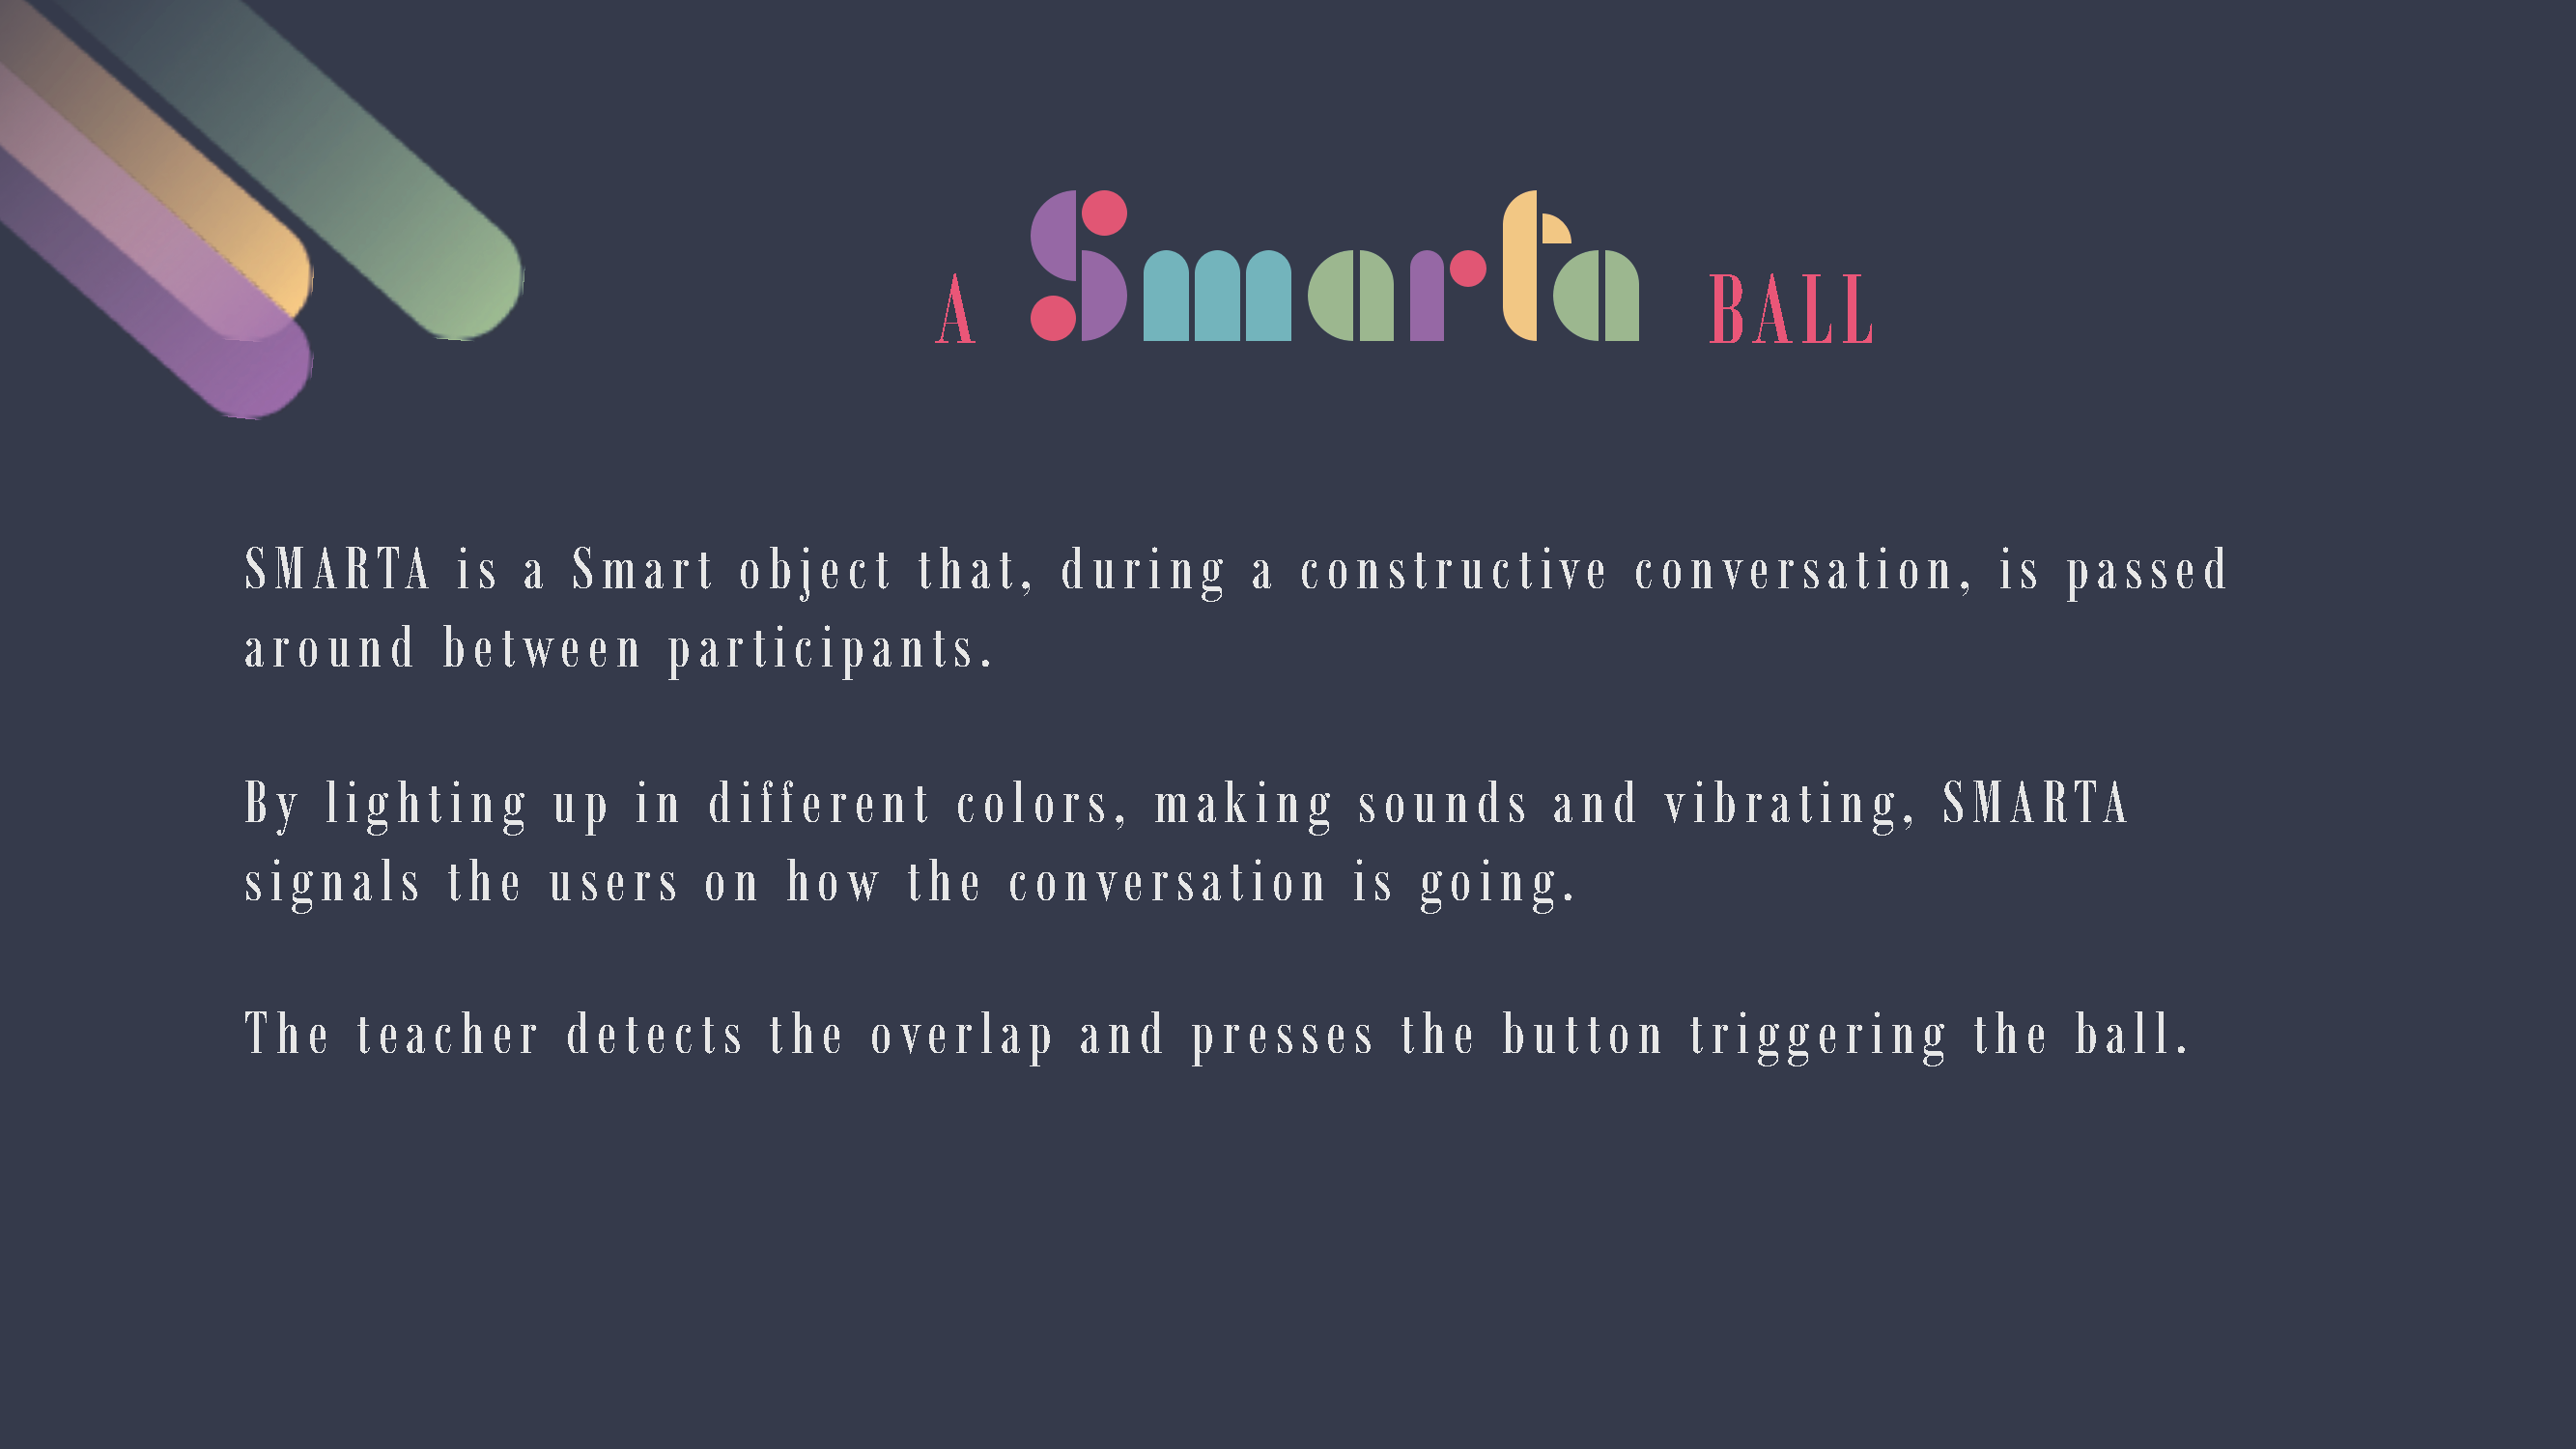 A Smarta BALL
SMARTA is a Smart object that, during a constructive conversation, is passed
around between participants.
By lighting up in different colors, making sounds and vibrating, SMARTA
signals the users on how the conversation is going.
The teacher detects the overlap and presses the button triggering the ball.